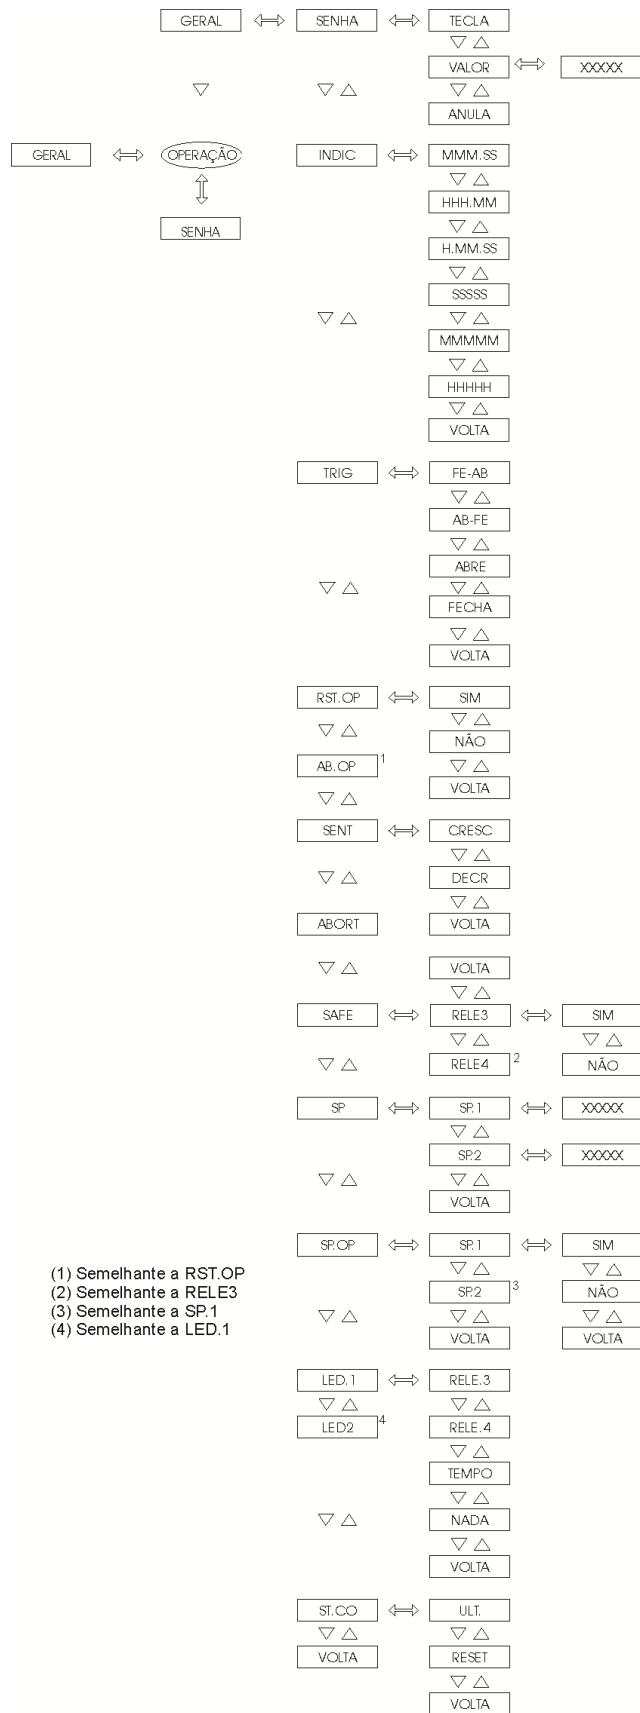 GERAL SENHA TECLA
VALOR XXXXX
ANULA
GERAL OPERAÇÃO INDIC MMM.SS
HHH.MM
SENHA
H.MM.SS
SSSSS
MMMMM
HHHHH
VOLTA
TRIG FE-AB
AB-FE
ABRE
FECHA
VOLTA
RST.OP SIM
NÃO
AB.OP 1
VOLTA
SENT CRESC
DECR
ABORT VOLTA
VOLTA
SAFE RELE3 SIM
RELE4 2 NÃO
SP SP.1 XXXXX
SP.2 XXXXX
VOLTA
SP.OP SP.1 SIM
(1) Semelhante a RST.OP
(2) Semelhante a RELE3
(3) Semelhante a SP.1
(4) Semelhante a LED.1
SP.2 3 NÃO
VOLTA VOLTA
LED.1 RELE.3
LED2 4 RELE.4
TEMPO
NADA
VOLTA
ST.CO ULT.
VOLTA RESET
VOLTA